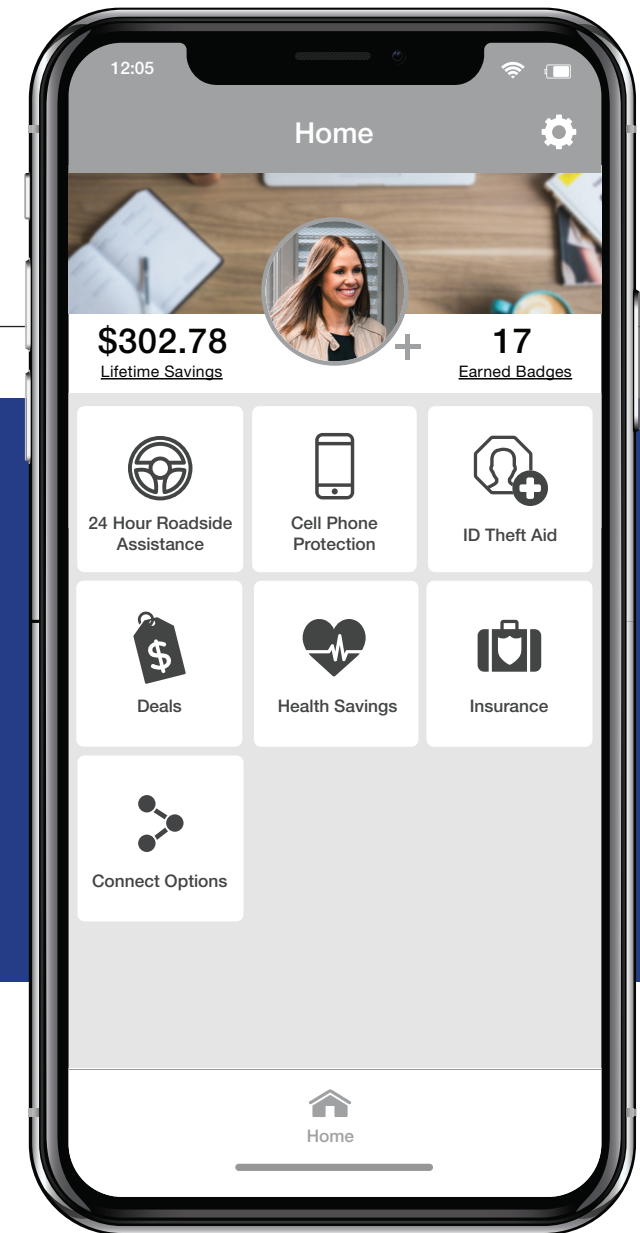 12:05
Home
$302.78
17
Lifetime Savings
Earned Badges
24 Hour Roadside
Assistance
Cell Phone
Protection
ID Theft Aid
$
Deals
Health Savings
Insurance
Connect Options
Home